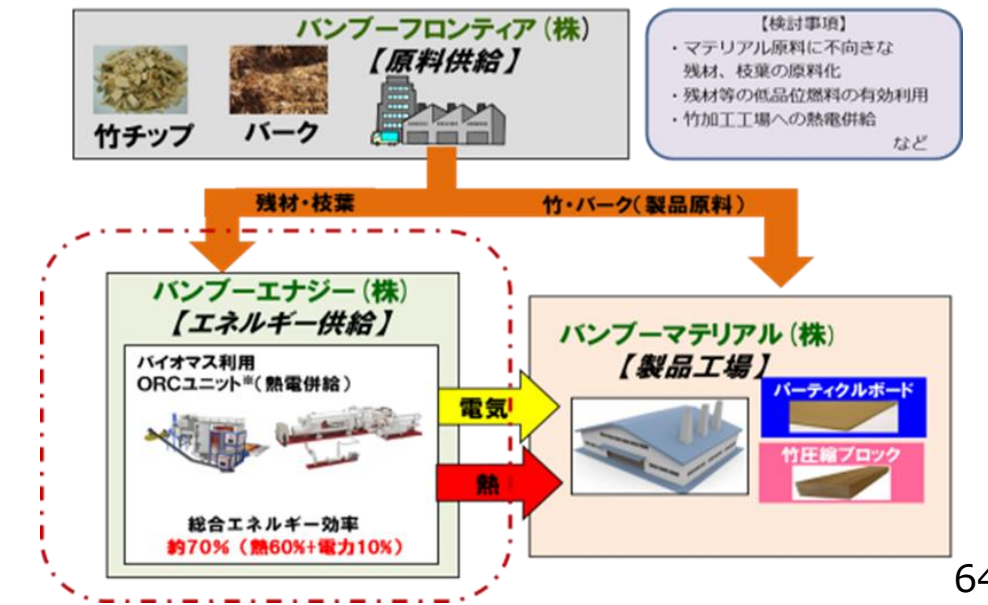 バンブーフロンティア(株)
【原料供給】
竹チップ
バーク
【検討事項】
・マテリアル原料に不向きな
残材、枝葉の原料化
・残材等の低品位燃料の有効利用
・竹加工工場への熱電併給
など
残材・枝葉
竹・バーク(製品原料)
バンブーエナジー(株)
【エネルギー供給】
バイオマス利用
ORCユニット※(熱電併給)
総合エネルギー効率
約70%(熱60%+電力10%)
電気
熱
バンブーマテリアル(株)
【製品工場】
パーティクルボード
竹圧縮ブロック
64